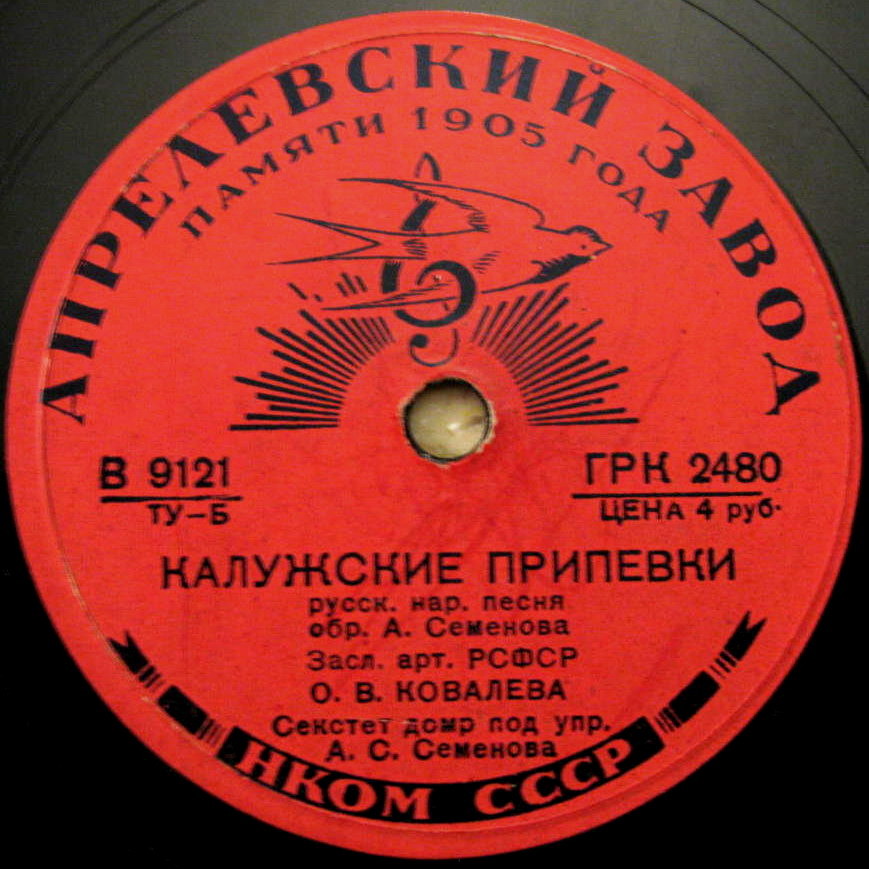 АПРЕЛЕВСКИЙ ЗАВОД
ПАМЯТИ 1905 ГОДА
В 9121
ТУ–Б
ГРК 2480
ЦЕНА 4 руб.
КАЛУЖСКИЕ ПРИПЕВКИ
русск. нар. песня
обр. А. Семенова
Засл. арт. РСФСР
О. В. КОВАЛЕВА
Секстет домр под упр.
А. С. Семенова
НКОМ СССР